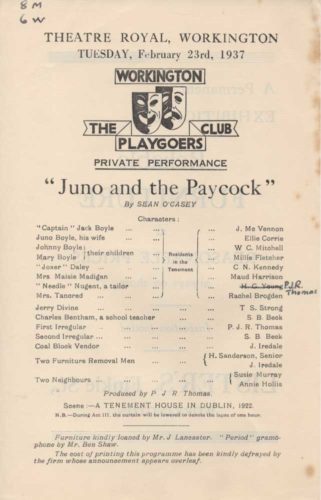 8 M
6 W
THEATRE ROYAL, WORKINGTON
TUESDAY, February 23rd, 1937
WORKINGTON
THE CLUB
PLAYGOERS
PRIVATE PERFORMANCE
"Juno and the Paycock"
By SEAN O'CASEY
Characters:
"Captain" Jack Boyle ... ... J. Mc Vennon
Juno Boyle, his wife ... ... Ellie Corrie
Johnny Boyle } their children ... W. C. Mitchell
Mary Boyle } Residents in the Tenement Millie Fletcher
"Joxer" Daley ... ... C. N. Kennedy
Mrs. Maisie Madigan ... ... Maud Harrison
"Needle" Nugent, a tailor ... ... H. G. Young P.J.R. Thomas
Mrs. Tancred ... ... Rachel Brogden
Jerry Divine ... ... ... T. S. Strong
Charles Bentham, a school teacher ... ... S. B. Beek
First Irregular ... ... ... P. J. R. Thomas
Second Irregular ... ... ... S. B. Beek
Coal Block Vendor ... ... ... J. Iredale
Two Furniture Removal Men ... ... { H. Sanderson, Senior
J. Iredale
Two Neighbours ... ... ... { Susie Murray
Annie Hollis
Produced by P J R Thomas.
Scene:—A TENEMENT HOUSE IN DUBLIN, 1922.
N.B.—During Act III. the curtain will be lowered to denote the lapse of one hour.
Furniture kindly loaned by Mr. J Lancaster. "Period" gramo-
phone by Mr. Ben Shaw.
The cost of printing this programme has been kindly defrayed by
the firm whose announcement appears overleaf.